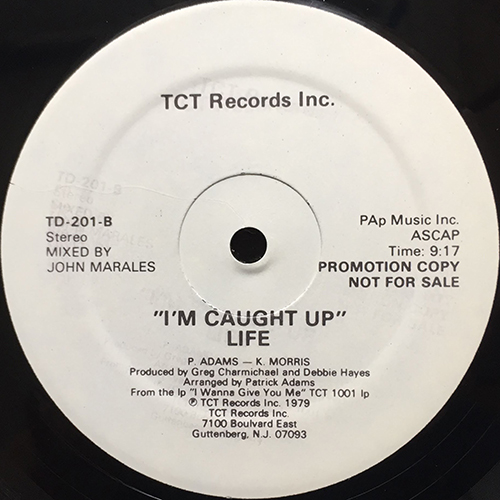 TCT Records Inc.
TD-201-B
Stereo
MIXED BY
JOHN MARALES
PAp Music Inc.
ASCAP
Time: 9:17
PROMOTION COPY
NOT FOR SALE
"I'M CAUGHT UP"
LIFE
P. ADAMS — K. MORRIS
Produced by Greg Charmichael and Debbie Hayes
Arranged by Patrick Adams
From the lp "I Wanna Give You Me" TCT 1001 lp
℗ TCT Records Inc. 1979
TCT Records Inc.
7100 Boulvard East
Guttenberg, N.J. 07093